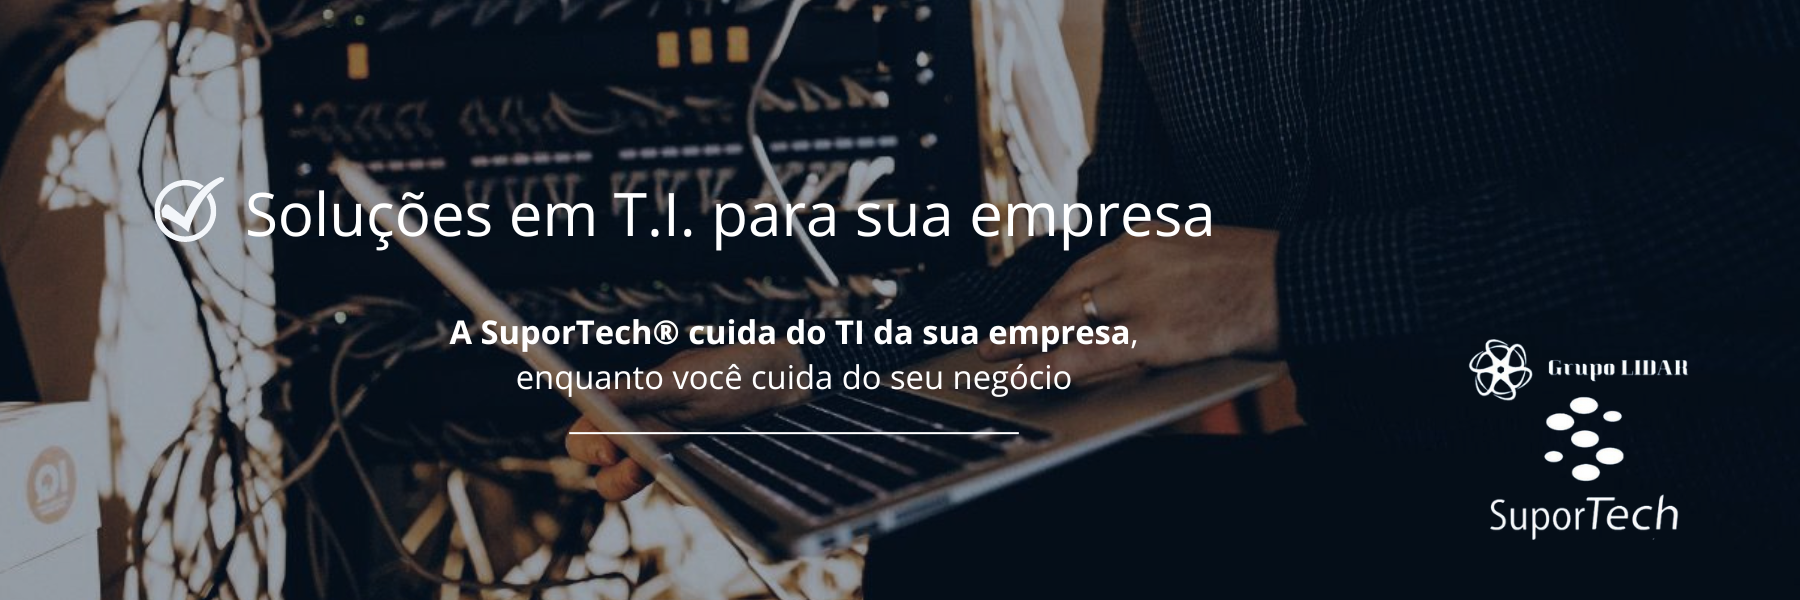 Soluções em T.I. para sua empresa
A SuporTech® cuida do TI da sua empresa,
enquanto você cuida do seu negócio
Grupo LIDAR
SuporTech